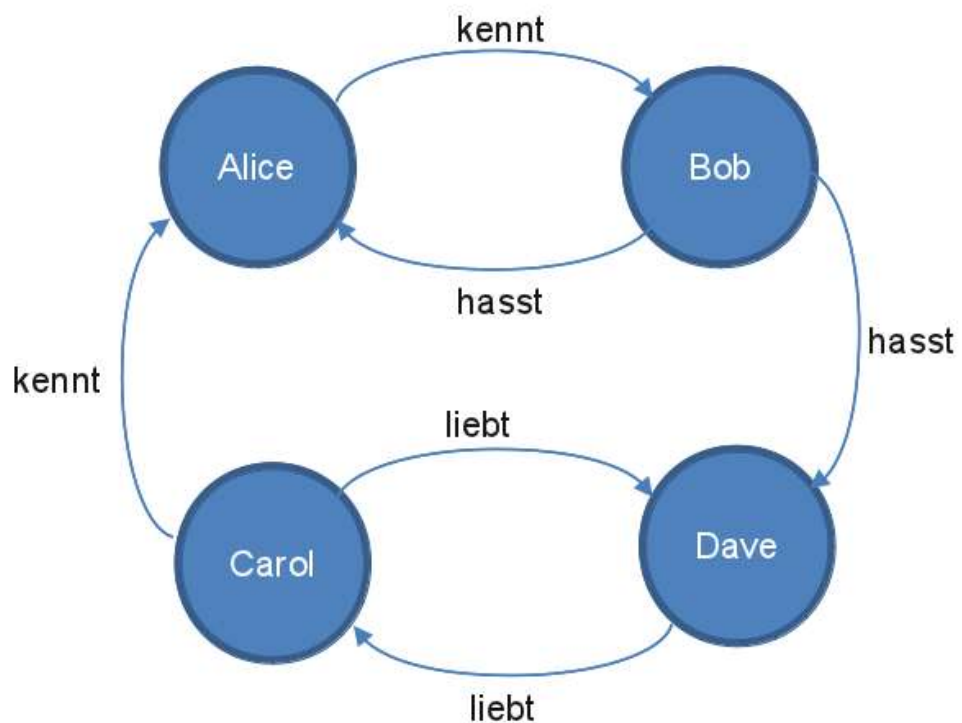 kennt
Alice
Bob
hasst
hasst
kennt
liebt
Carol
Dave
liebt